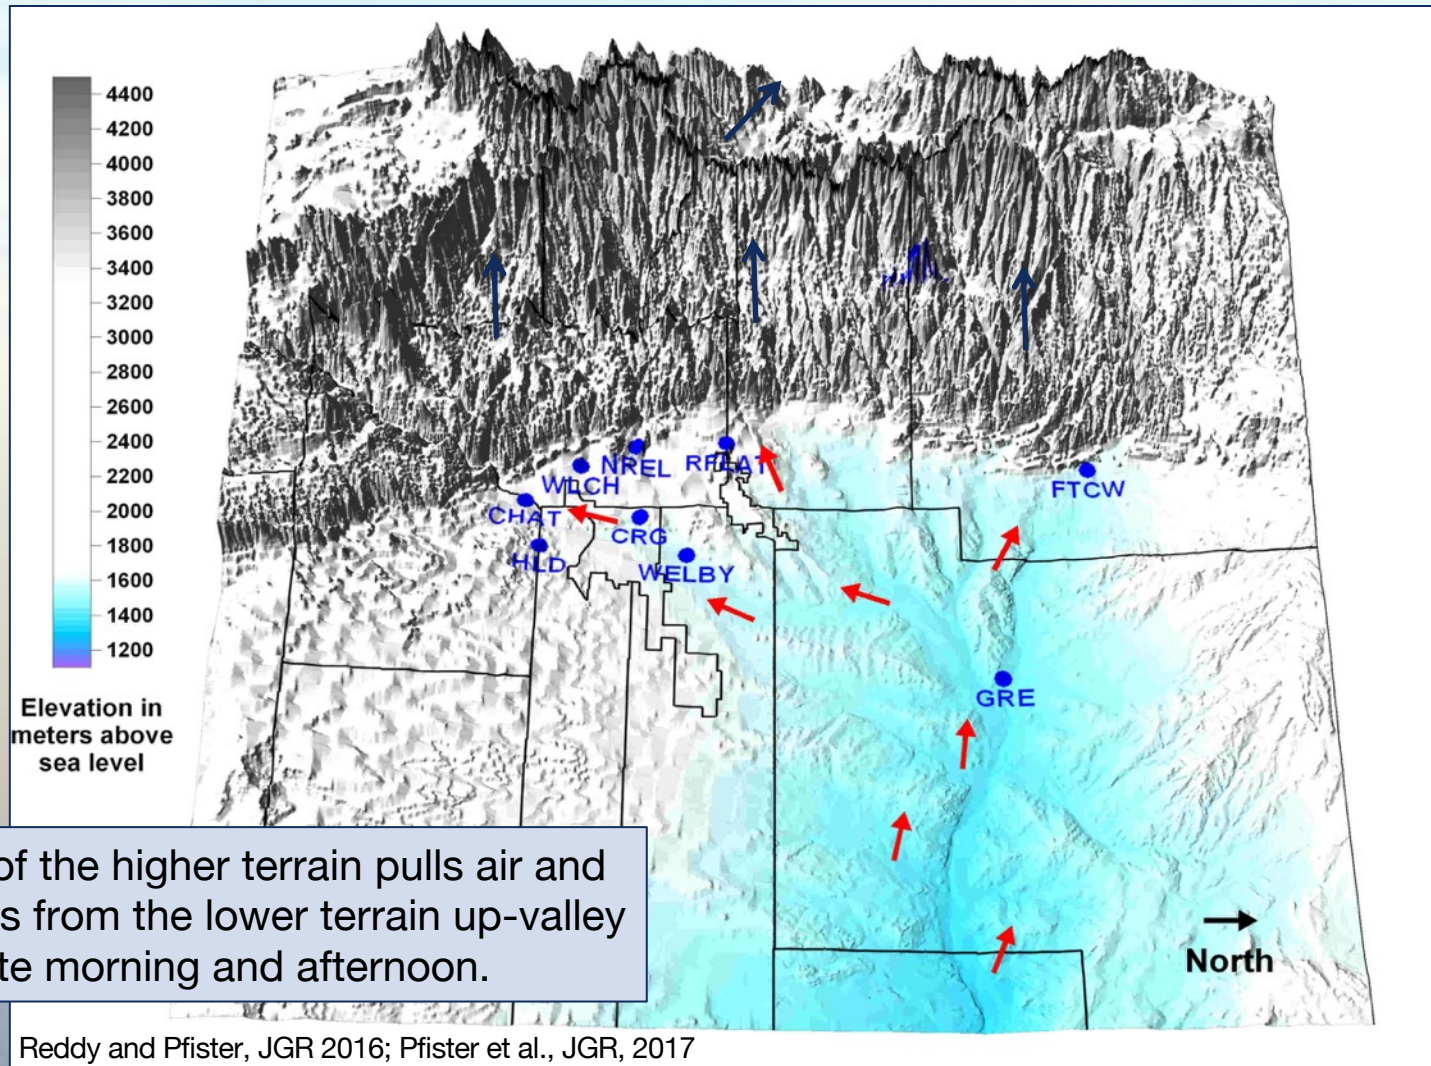 4400
4200
4000
3800
3600
3400
3200
3000
2800
2600
2400
2200
2000
1800
1600
1400
1200
Elevation in
meters above
sea level
NREL
RFLAT
WLCH
CHAT
CRG
HLD
WELBY
FTCW
GRE
North
of the higher terrain pulls air and
from the lower terrain up-valley
morning and afternoon.
Reddy and Pfister, JGR 2016; Pfister et al., JGR, 2017